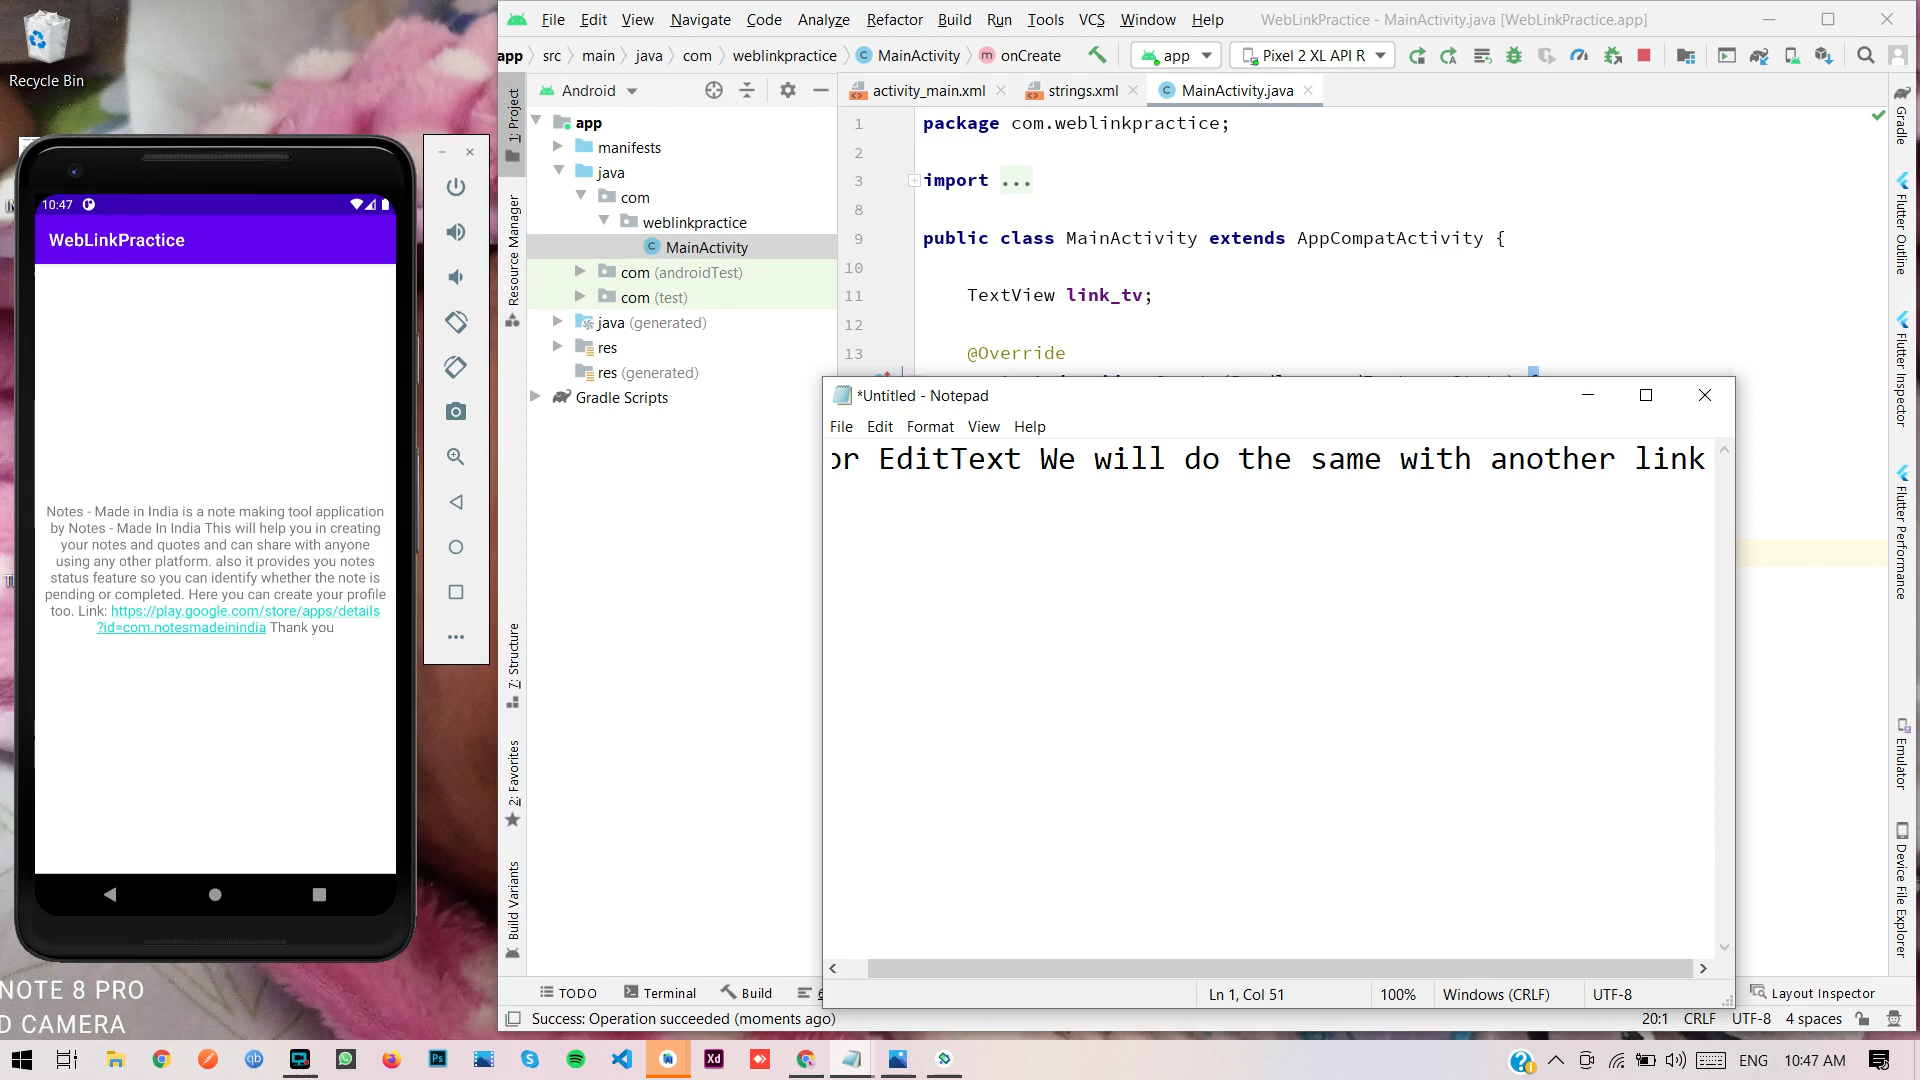 Recycle Bin
10:47
WebLinkPractice
Notes - Made in India is a note making tool application
by Notes - Made In India This will help you in creating
your notes and quotes and can share with anyone
using any other platform. also it provides you notes
status feature so you can identify whether the note is
pending or completed. Here you can create your profile
too. Link: https://play.google.com/store/apps/details
?id=com.notesmadeinindia Thank you
NOTE 8 PRO
D CAMERA
File Edit View Navigate Code Analyze Refactor Build Run Tools VCS Window Help WebLinkPractice - MainActivity.java [WebLinkPractice.app]
app src main java com weblinkpractice MainActivity onCreate app Pixel 2 XL API R
Android
activity_main.xml strings.xml MainActivity.java
1: Project
Resource Manager
7: Structure
2: Favorites
Build Variants
app
manifests
java
com
weblinkpractice
MainActivity
com (androidTest)
com (test)
java (generated)
res
res (generated)
Gradle Scripts
1 package com.weblinkpractice;
2
3 import ...
8
9 public class MainActivity extends AppCompatActivity {
10
11 TextView link_tv;
12
13 @Override
*Untitled - Notepad
File Edit Format View Help
or EditText We will do the same with another link
Ln 1, Col 51 100% Windows (CRLF) UTF-8
Gradle
Flutter Outline
Flutter Inspector
Flutter Performance
Emulator
Device File Explorer
TODO Terminal Build Layout Inspector
Success: Operation succeeded (moments ago) 20:1 CRLF UTF-8 4 spaces
ENG 10:47 AM